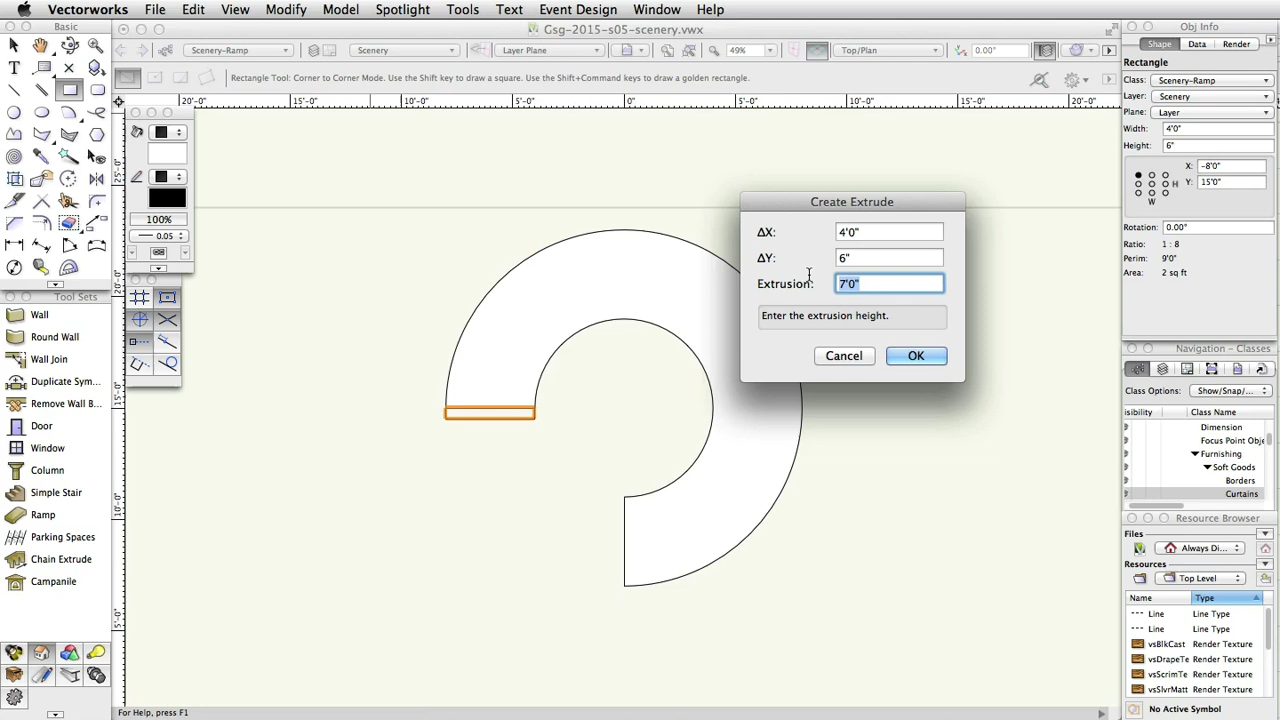 Vectorworks File Edit View Modify Model Spotlight Tools Text Event Design Window Help
Gsg-2015-s05-scenery.vwx
Basic
Scenery-Ramp
Scenery
Layer Plane
49%
Top/Plan
0.00°
Rectangle Tool: Corner to Corner Mode. Use the Shift key to draw a square. Use the Shift+Command keys to draw a golden rectangle.
20'-0" 15'-0" 10'-0" 5'-0" 0" 5'-0" 10'-0" 15'-0" 20'-0"
25'-0"
20'-0"
15'-0"
10'-0"
5'-0"
100%
0.05
Tool Sets
Wall
Round Wall
Wall Join
Duplicate Sym...
Remove Wall B...
Door
Window
Column
Simple Stair
Ramp
Parking Spaces
Chain Extrude
Campanile
For Help, press F1
Create Extrude
ΔX: 4'0"
ΔY: 6"
Extrusion: 7'0"
Enter the extrusion height.
Cancel OK
Obj Info
Shape Data Render
Rectangle
Class: Scenery-Ramp
Layer: Scenery
Plane: Layer
Width: 4'0"
Height: 6"
X: -8'0"
Y: 15'0"
H
W
Rotation: 0.00°
Ratio: 1 : 8
Perim: 9'0"
Area: 2 sq ft
Navigation - Classes
Class Options: Show/Snap/...
isibility Class Name
Dimension
Focus Point Obje
Furnishing
Soft Goods
Borders
Curtains
Resource Browser
Files
Always Di...
Resources
Top Level
Name Type
Line Line Type
Line Line Type
vsBlkCast Render Texture
vsDrapeTe Render Texture
vsScrimTe Render Texture
vsSlvrMatt Render Texture
No Active Symbol